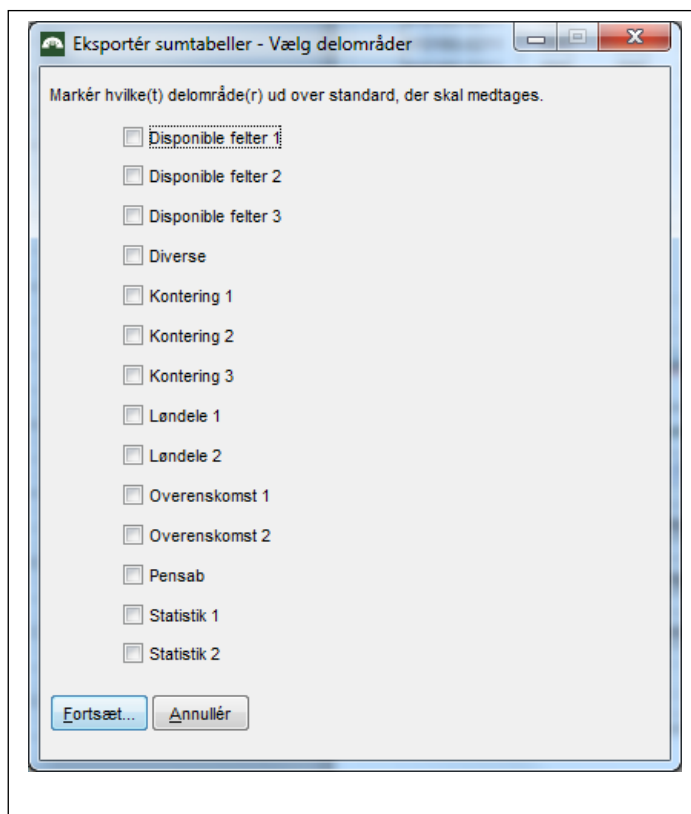 Eksportér sumtabeller - Vælg delområder
Markér hvilke(t) delområde(r) ud over standard, der skal medtages.
Disponible felter 1
Disponible felter 2
Disponible felter 3
Diverse
Kontering 1
Kontering 2
Kontering 3
Løndele 1
Løndele 2
Overenskomst 1
Overenskomst 2
Pensab
Statistik 1
Statistik 2
Fortsæt... Annullér